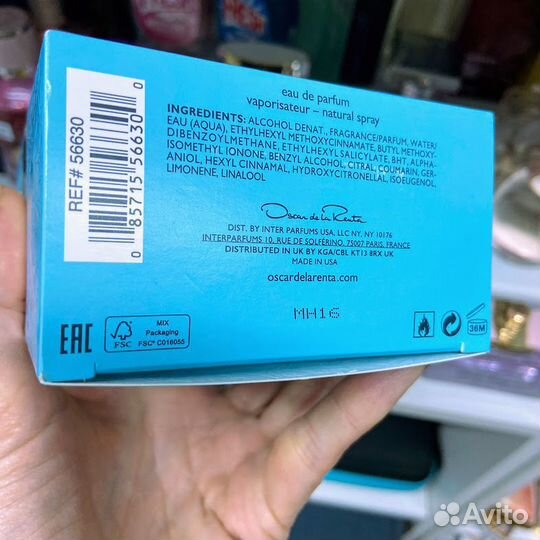 eau de parfum
vaporisateur – natural spray
INGREDIENTS: ALCOHOL DENAT., FRAGRANCE/PARFUM, WATER/
EAU (AQUA), ETHYLHEXYL METHOXYCINNAMATE, BUTYL METHOXY-
DIBENZOYLMETHANE, ETHYLHEXYL SALICYLATE, BHT, ALPHA-
ISOMETHYL IONONE, BENZYL ALCOHOL, CITRAL, COUMARIN, GER-
ANIOL, HEXYL CINNAMAL, HYDROXYCITRONELLAL, ISOEUGENOL,
LIMONENE, LINALOOL
Oscar de la Renta
DIST. BY INTER PARFUMS USA, LLC NY, NY 10176
INTERPARFUMS 10, RUE DE SOLFÉRINO, 75007 PARIS, FRANCE
DISTRIBUTED IN UK BY KGA/CBL KT13 8RX UK
MADE IN USA
oscardelarenta.com
MH16
REF# 56630
0 85715 56630 0
EAC
FSC
MIX
Packaging
FSC® C016055
36M
Avito